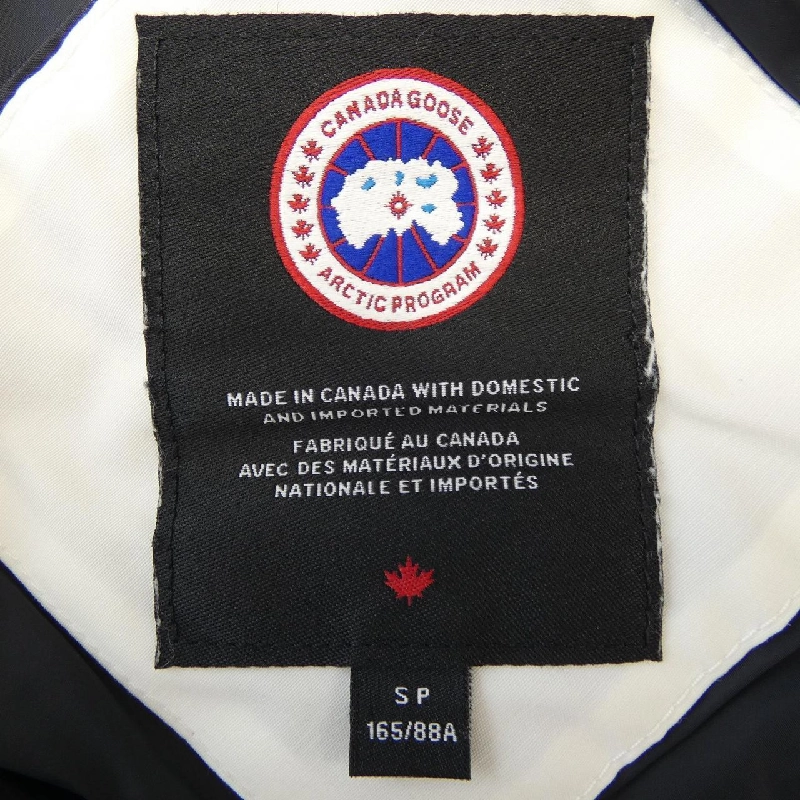 CANADA GOOSE
ARCTIC PROGRAM
MADE IN CANADA WITH DOMESTIC
AND IMPORTED MATERIALS
FABRIQUÉ AU CANADA
AVEC DES MATÉRIAUX D'ORIGINE
NATIONALE ET IMPORTÉS
S P
165/88A